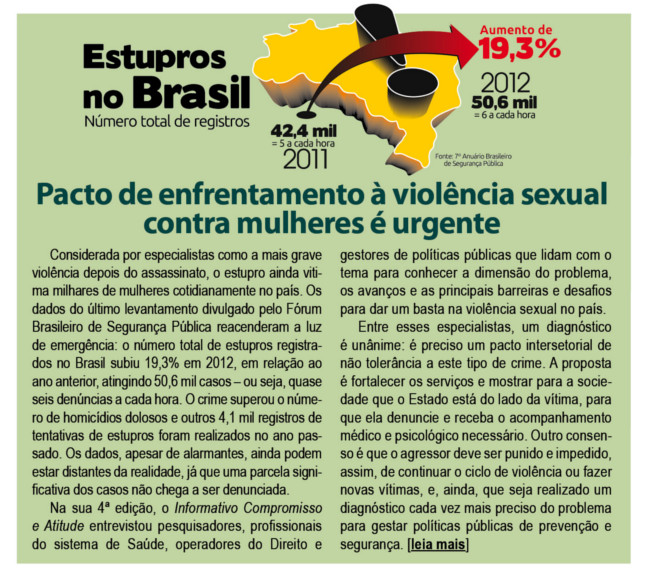 Estupros
no Brasil
Número total de registros
Aumento de
19,3%
42,4 mil
= 5 a cada hora
2011
2012
50,6 mil
= 6 a cada hora
Fonte: 7º Anuário Brasileiro
de Segurança Pública
Pacto de enfrentamento à violência sexual
contra mulheres é urgente
Considerada por especialistas como a mais grave
violência depois do assassinato, o estupro ainda viti
ma milhares de mulheres cotidianamente no país. Os
dados do último levantamento divulgado pelo Fórum
Brasileiro de Segurança Pública reacenderam a luz
de emergência: o número total de estupros registra-
dos no Brasil subiu 19,3% em 2012, em relação ao
ano anterior, atingindo 50,6 mil casos – ou seja, quase
seis denúncias a cada hora. O crime superou o núme-
ro de homicídios dolosos e outros 4,1 mil registros de
tentativas de estupros foram realizados no ano pas-
sado. Os dados, apesar de alarmantes, ainda podem
estar distantes da realidade, já que uma parcela signi-
ficativa dos casos não chega a ser denunciada.
Na sua 4ª edição, o Informativo Compromisso
e Atitude entrevistou pesquisadores, profissionais
do sistema de Saúde, operadores do Direito e
gestores de políticas públicas que lidam com o
tema para conhecer a dimensão do problema,
os avanços e as principais barreiras e desafios
para dar um basta na violência sexual no país.
Entre esses especialistas, um diagnóstico
é unânime: é preciso um pacto intersetorial de
não tolerância a este tipo de crime. A proposta
é fortalecer os serviços e mostrar para a socie-
dade que o Estado está do lado da vítima, para
que ela denuncie e receba o acompanhamento
médico e psicológico necessário. Outro consen-
so é que o agressor deve ser punido e impedido,
assim, de continuar o ciclo de violência ou fazer
novas vítimas, e, ainda, que seja realizado um
diagnóstico cada vez mais preciso do problema
para gestar políticas públicas de prevenção e
segurança. [leia mais]